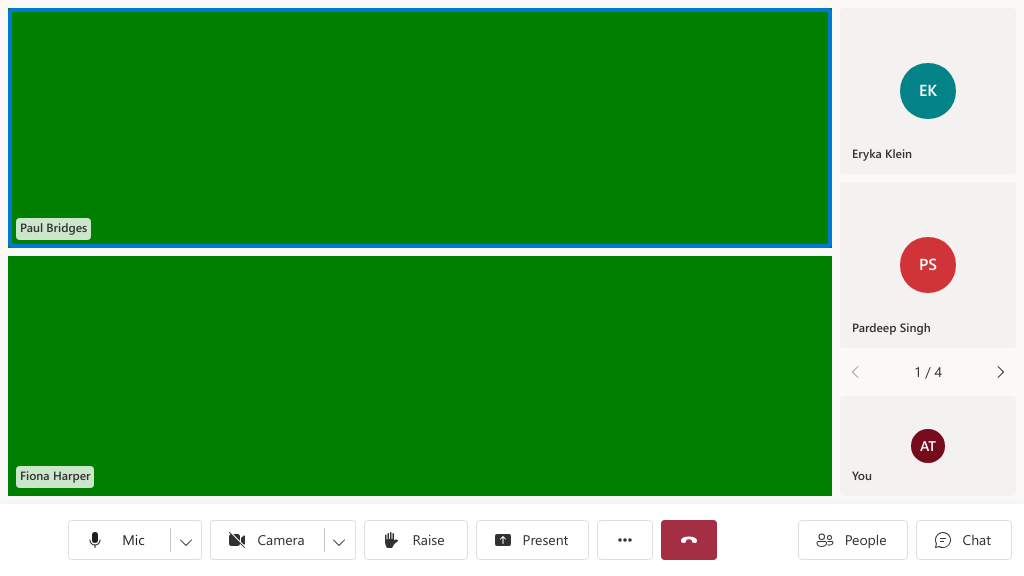 Paul Bridges
Fiona Harper
EK
Eryka Klein
PS
Pardeep Singh
1 / 4
AT
You
Mic
Camera
Raise
Present
People
Chat